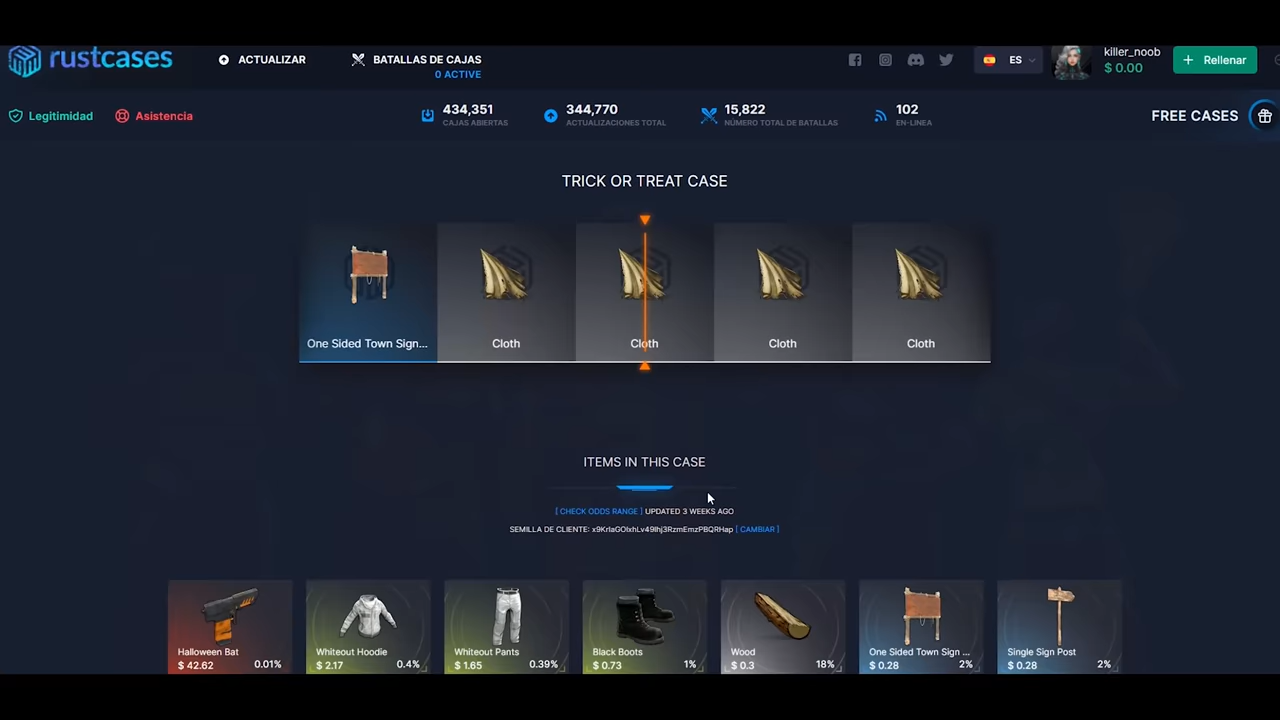 rustcases
ACTUALIZAR
BATALLAS DE CAJAS
0 ACTIVE
ES
killer_noob
$ 0.00
Rellenar
Legitimidad
Asistencia
434,351
CAJAS ABIERTAS
344,770
ACTUALIZACIONES TOTAL
15,822
NÚMERO TOTAL DE BATALLAS
102
EN-LINEA
FREE CASES
TRICK OR TREAT CASE
One Sided Town Sign...
Cloth
Cloth
Cloth
Cloth
ITEMS IN THIS CASE
[ CHECK ODDS RANGE ] UPDATED 3 WEEKS AGO
SEMILLA DE CLIENTE: [ CAMBIAR ]
Halloween Bat
$ 42.62 0.01%
Whiteout Hoodie
$ 2.17 0.4%
Whiteout Pants
$ 1.65 0.39%
Black Boots
$ 0.73 1%
Wood
$ 0.3 18%
One Sided Town Sign ...
$ 0.28 2%
Single Sign Post
$ 0.28 2%